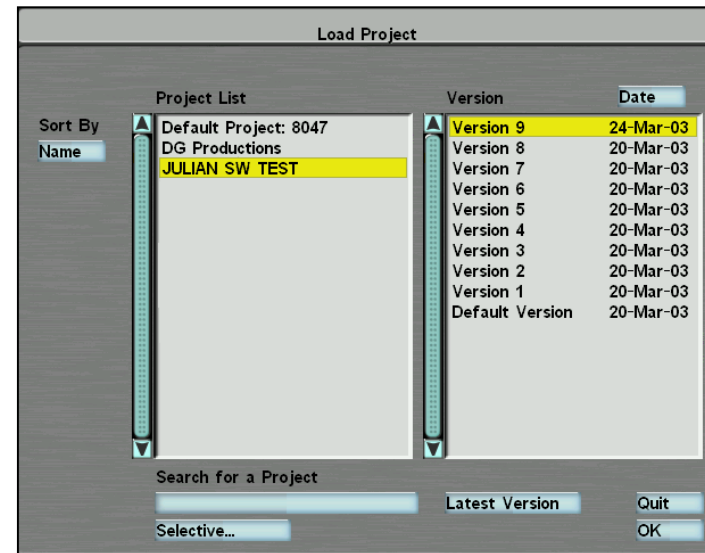 Load Project
Project List
Version
Date
Sort By
Name
Default Project: 8047
DG Productions
JULIAN SW TEST
Version 9 24-Mar-03
Version 8 20-Mar-03
Version 7 20-Mar-03
Version 6 20-Mar-03
Version 5 20-Mar-03
Version 4 20-Mar-03
Version 3 20-Mar-03
Version 2 20-Mar-03
Version 1 20-Mar-03
Default Version 20-Mar-03
Search for a Project
Latest Version
Quit
Selective...
OK